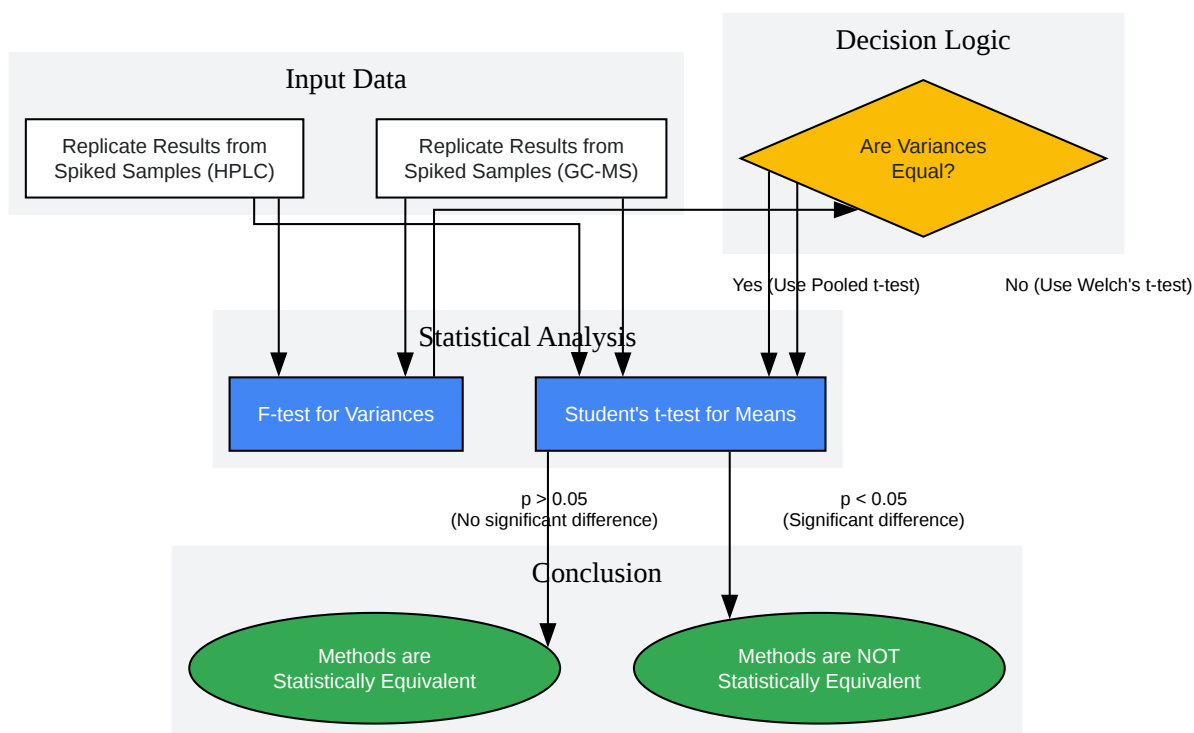 Decision Logic
Input Data
Replicate Results from
Spiked Samples (HPLC)
Replicate Results from
Spiked Samples (GC-MS)
Are Variances
Equal?
Yes (Use Pooled t-test)
No (Use Welch's t-test)
Statistical Analysis
F-test for Variances
Student's t-test for Means
p > 0.05
(No significant difference)
p < 0.05
(Significant difference)
Conclusion
Methods are
Statistically Equivalent
Methods are NOT
Statistically Equivalent